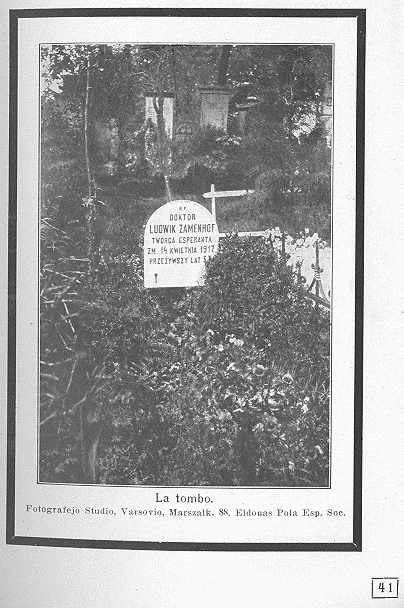 Ś P
DOKTOR
LUDWIK ZAMENHOF
TWÓRCA ESPERANTA
ZM. 14 KWIETNIA 1917
PRZEŻYWSZY LAT 5
La tombo.
Fotografejo Studio, Varsovio, Marszalk. 88. Eldonas Pola Esp. Soc.
41